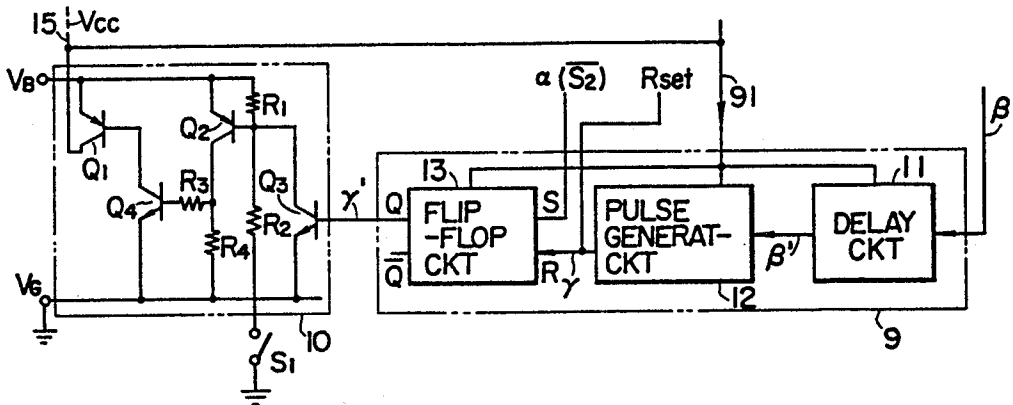 15
Vcc
VB
R1
Q2
Q1
Q4
R3
Q3
R2
R4
VG
10
S1
α(S̅2̅)
Rset
91
β
13
γ'
Q
FLIP
-FLOP
CKT
S
Q̅
R
γ
PULSE
GENERAT-
CKT
12
β'
11
DELAY
CKT
9